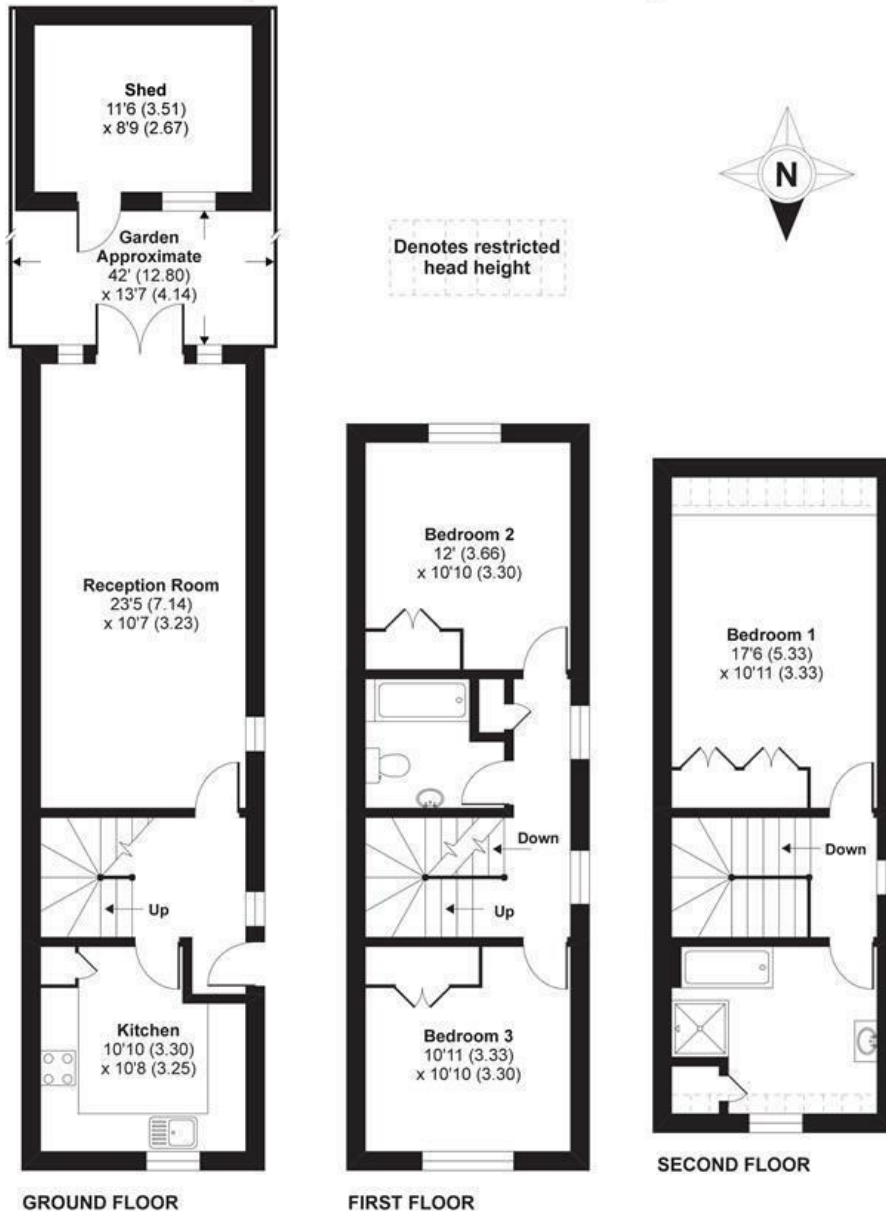 Shed
11'6 (3.51)
x 8'9 (2.67)
N
Garden
Approximate
42' (12.80)
x 13'7 (4.14)
Denotes restricted
head height
Reception Room
23'5 (7.14)
x 10'7 (3.23)
Up
Kitchen
10'10 (3.30)
x 10'8 (3.25)
GROUND FLOOR
Bedroom 2
12' (3.66)
x 10'10 (3.30)
Down
Up
Bedroom 3
10'11 (3.33)
x 10'10 (3.30)
FIRST FLOOR
Bedroom 1
17'6 (5.33)
x 10'11 (3.33)
Down
SECOND FLOOR